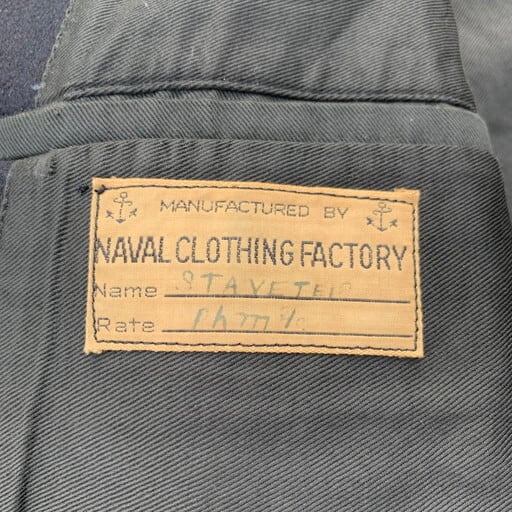 MANUFACTURED BY
NAVAL CLOTHING FACTORY
Name
Rate